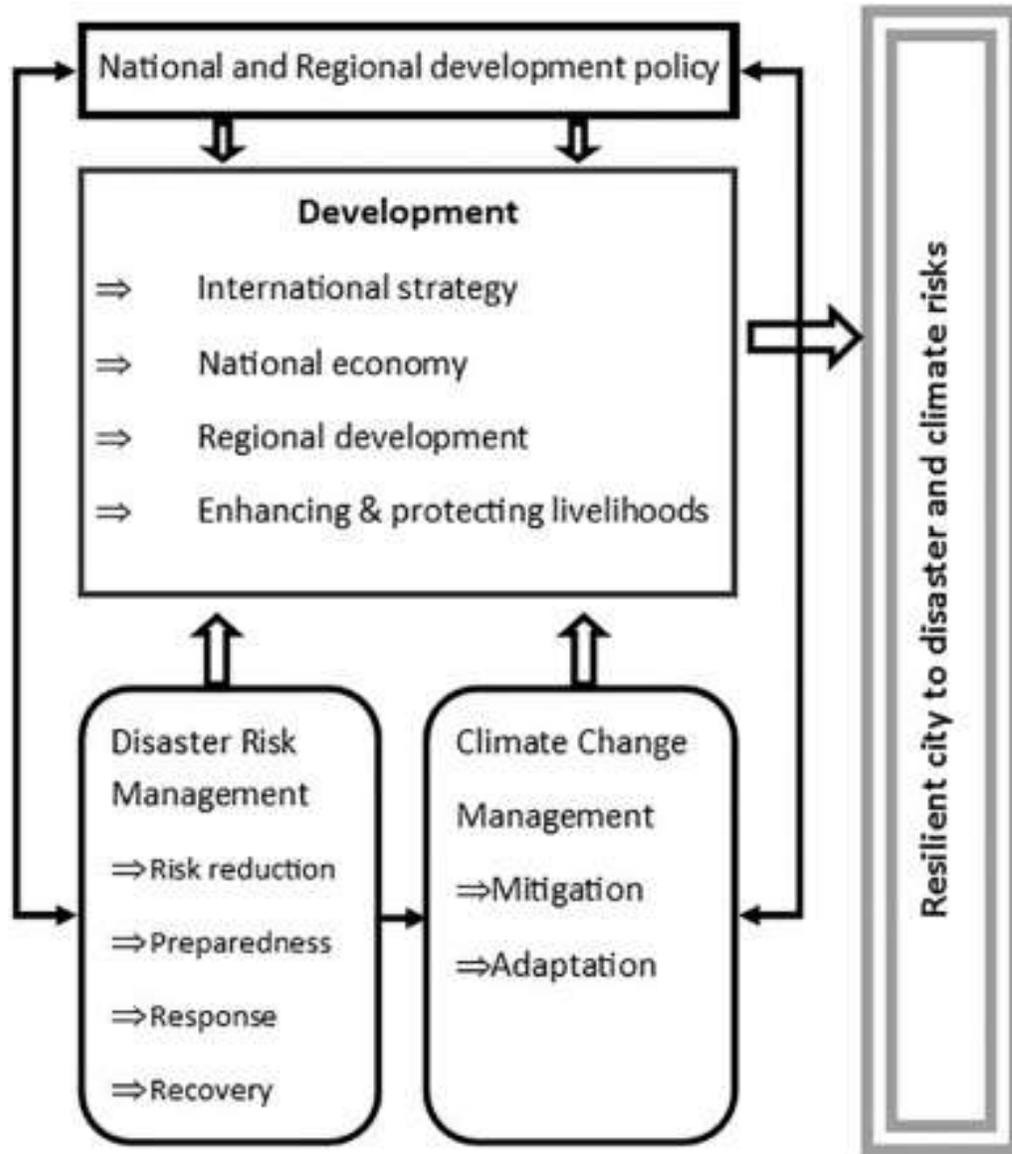 National and Regional development policy
Development
⇒ International strategy
⇒ National economy
⇒ Regional development
⇒ Enhancing & protecting livelihoods
Disaster Risk
Management
⇒Risk reduction
⇒Preparedness
⇒Response
⇒Recovery
Climate Change
Management
⇒Mitigation
⇒Adaptation
Resilient city to disaster and climate risks